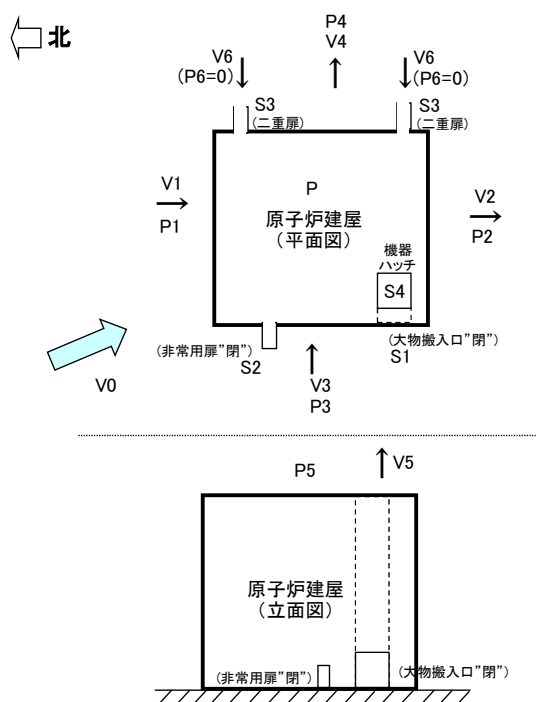 北
P4
V4
V6
(P6=0)
V6
(P6=0)
S3
(二重扉)
S3
(二重扉)
V1
P1
P
原子炉建屋
(平面図)
V2
P2
機器
ハッチ
S4
(非常用扉"閉")
S2
(大物搬入口"閉")
S1
V0
V3
P3
P5
V5
原子炉建屋
(立面図)
(非常用扉"閉")
(大物搬入口"閉")